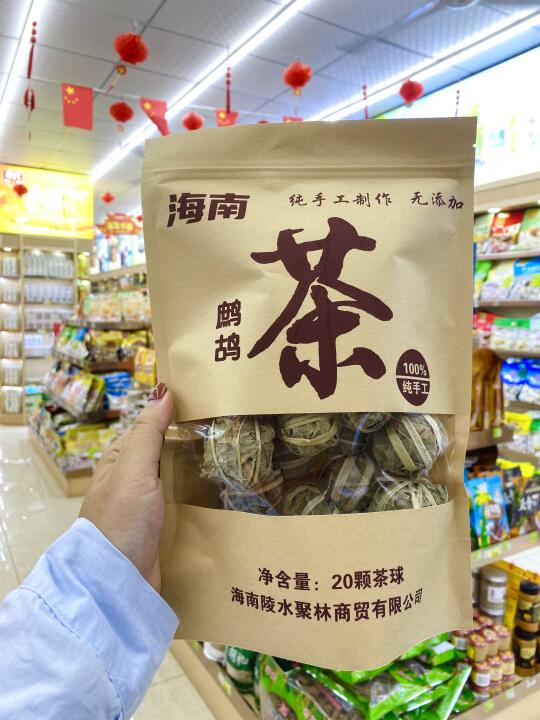 海南
纯手工制作 无添加
鹧鸪
茶
100%
纯手工
净含量：20颗茶球
海南陵水聚林商贸有限公司